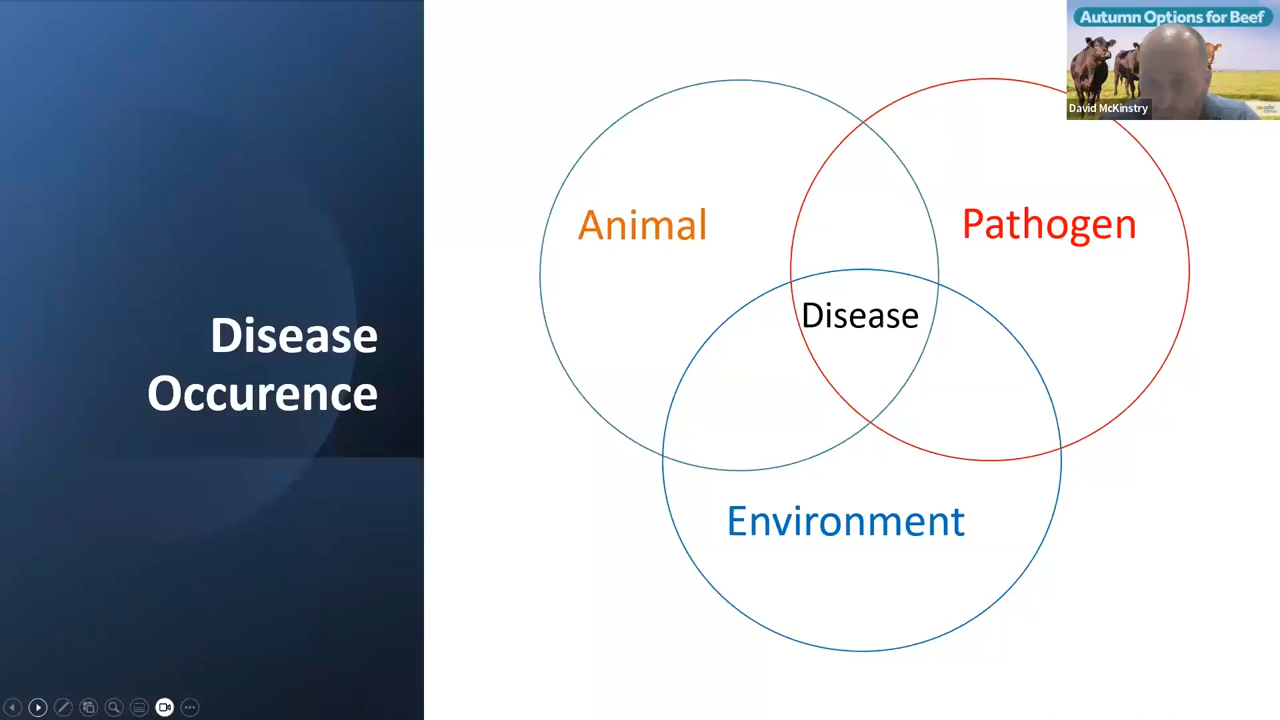 Disease
Occurence
Animal
Pathogen
Disease
Environment
Autumn Options for Beef
David McKinstry